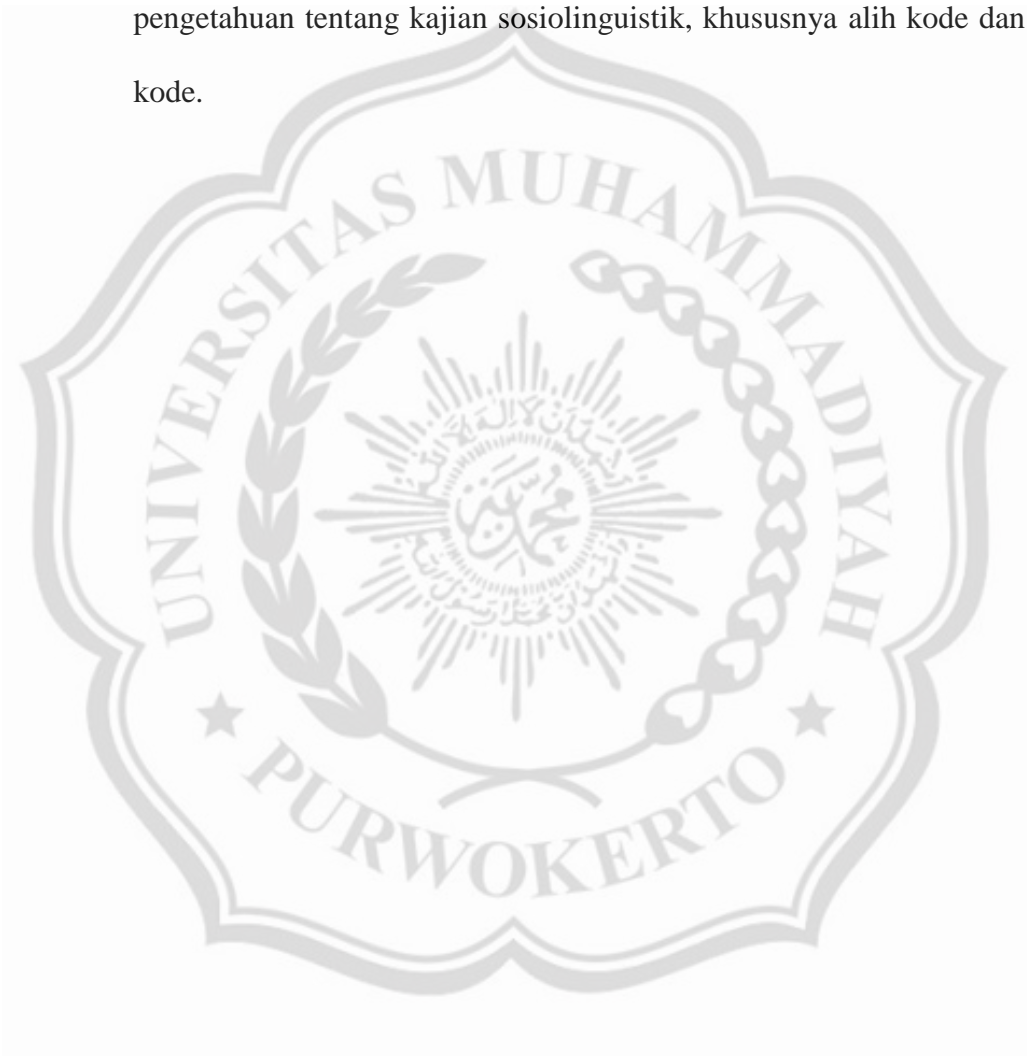 pengetahuan tentang kajian sosiolinguistik, khususnya alih kode dan
kode.
UNIVERSITAS MUHAMMADIYAH
PURWOKERTO